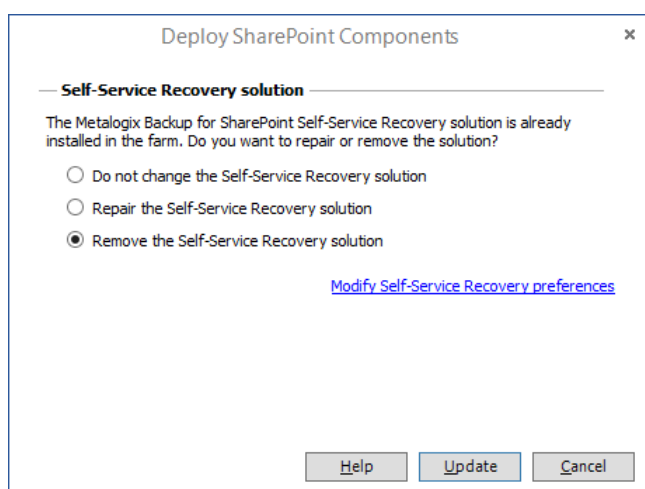 Deploy SharePoint Components
Self-Service Recovery solution
The Metalogix Backup for SharePoint Self-Service Recovery solution is already
installed in the farm. Do you want to repair or remove the solution?
Do not change the Self-Service Recovery solution
Repair the Self-Service Recovery solution
Remove the Self-Service Recovery solution
Modify Self-Service Recovery preferences
Help Update Cancel